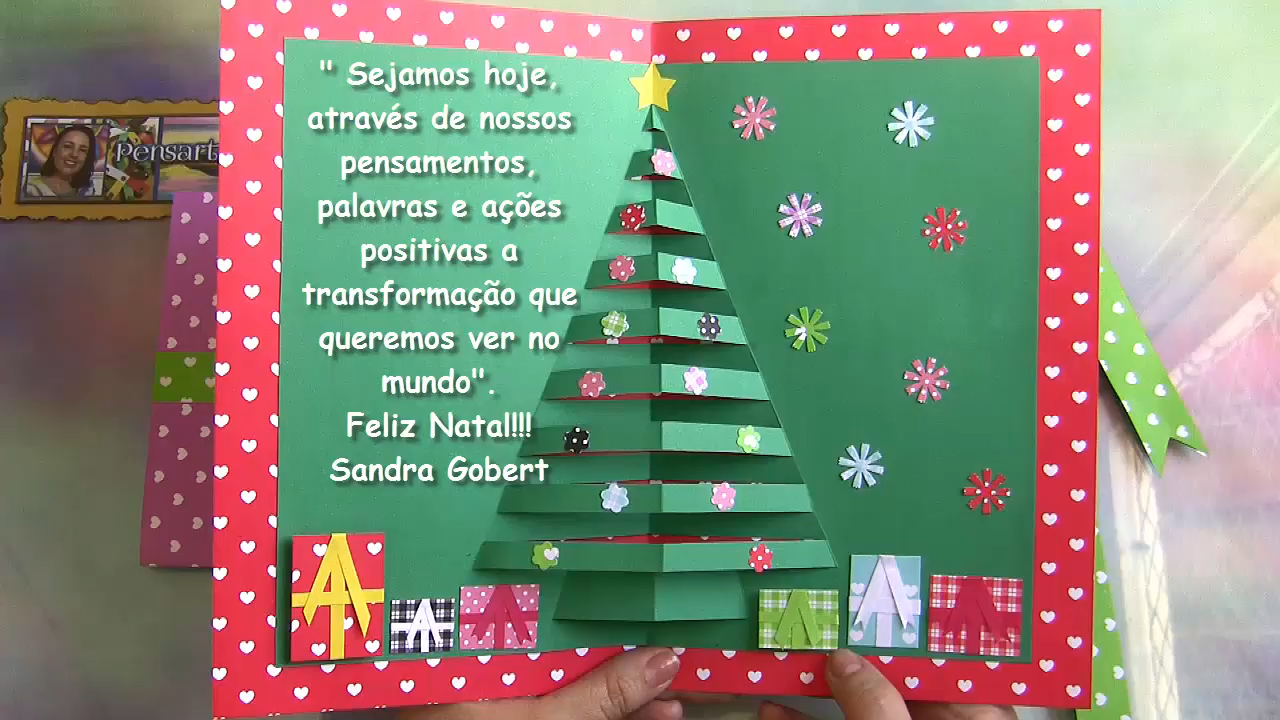 " Sejamos hoje,
através de nossos
pensamentos,
palavras e ações
positivas a
transformação que
queremos ver no
mundo".
Feliz Natal!!!
Sandra Gobert
Pensart